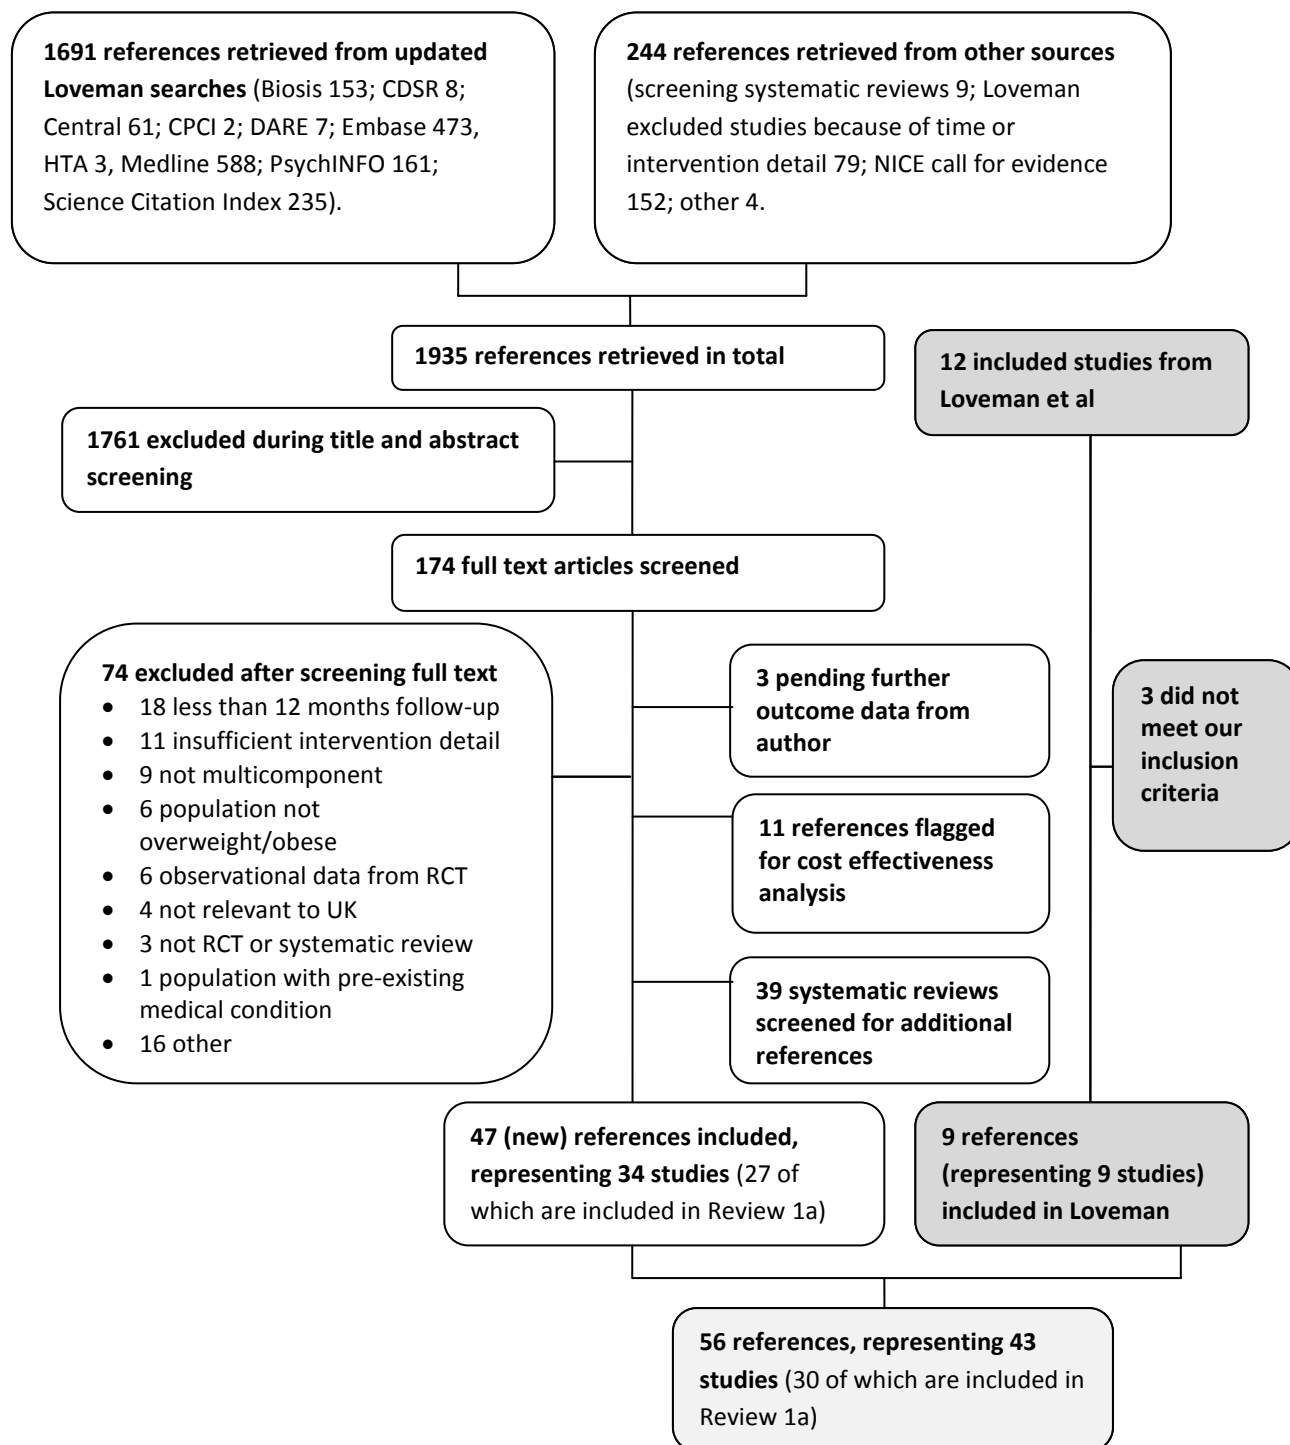 1691 references retrieved from updated
Loveman searches (Biosis 153; CDSR 8;
Central 61; CPCI 2; DARE 7; Embase 473,
HTA 3, Medline 588; PsychINFO 161;
Science Citation Index 235).
244 references retrieved from other sources
(screening systematic reviews 9; Loveman
excluded studies because of time or
intervention detail 79; NICE call for evidence
152; other 4.
1935 references retrieved in total
12 included studies from
Loveman et al
1761 excluded during title and abstract
screening
174 full text articles screened
74 excluded after screening full text
• 18 less than 12 months follow-up
• 11 insufficient intervention detail
• 9 not multicomponent
• 6 population not
overweight/obese
• 6 observational data from RCT
• 4 not relevant to UK
• 3 not RCT or systematic review
• 1 population with pre-existing
medical condition
• 16 other
3 pending further
outcome data from
author
3 did not
meet our
inclusion
criteria
11 references flagged
for cost effectiveness
analysis
39 systematic reviews
screened for additional
references
47 (new) references included,
representing 34 studies (27 of
which are included in Review 1a)
9 references
(representing 9 studies)
included in Loveman
56 references, representing 43
studies (30 of which are included in
Review 1a)